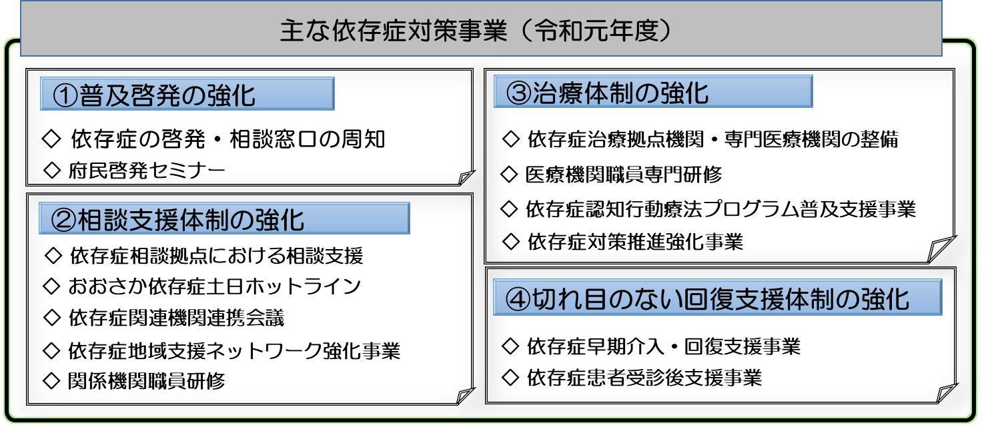 主な依存症対策事業（令和元年度）
①普及啓発の強化
◇ 依存症の啓発・相談窓口の周知
◇ 府民啓発セミナー
②相談支援体制の強化
◇ 依存症相談拠点における相談支援
◇ おおさか依存症土日ホットライン
◇ 依存症関連機関連携会議
◇ 依存症地域支援ネットワーク強化事業
◇ 関係機関職員研修
③治療体制の強化
◇ 依存症治療拠点機関・専門医療機関の整備
◇ 医療機関職員専門研修
◇ 依存症認知行動療法プログラム普及支援事業
◇ 依存症対策推進強化事業
④切れ目のない回復支援体制の強化
◇ 依存症早期介入・回復支援事業
◇ 依存症患者受診後支援事業